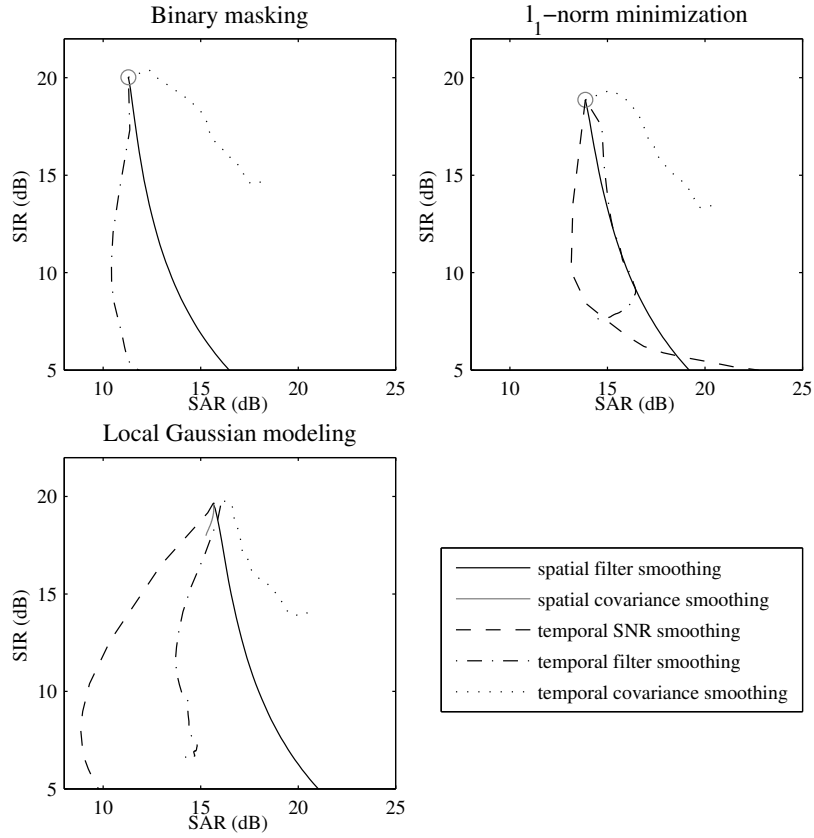 Binary masking
20
15
10
5
10 15 20 25
SIR (dB)
SAR (dB)
l1−norm minimization
20
15
10
5
10 15 20 25
SIR (dB)
SAR (dB)
Local Gaussian modeling
20
15
10
5
10 15 20 25
SIR (dB)
SAR (dB)
spatial filter smoothing
spatial covariance smoothing
temporal SNR smoothing
temporal filter smoothing
temporal covariance smoothing